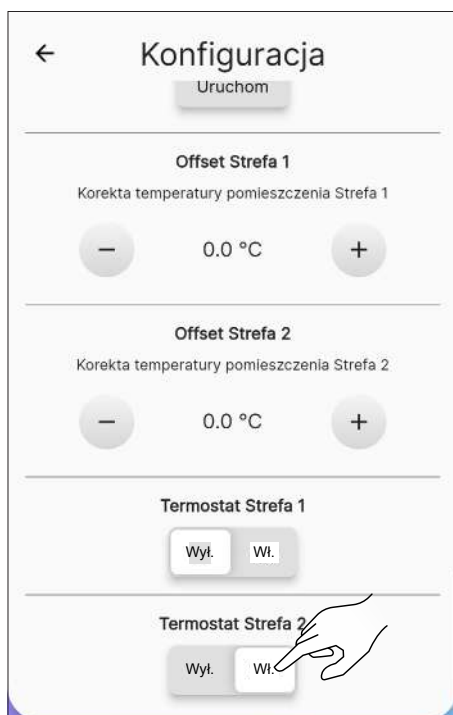 Konfiguracja
Uruchom
Offset Strefa 1
Korekta temperatury pomieszczenia Strefa 1
− 0.0 °C +
Offset Strefa 2
Korekta temperatury pomieszczenia Strefa 2
− 0.0 °C +
Termostat Strefa 1
Wył. Wł.
Termostat Strefa 2
Wył. Wł.